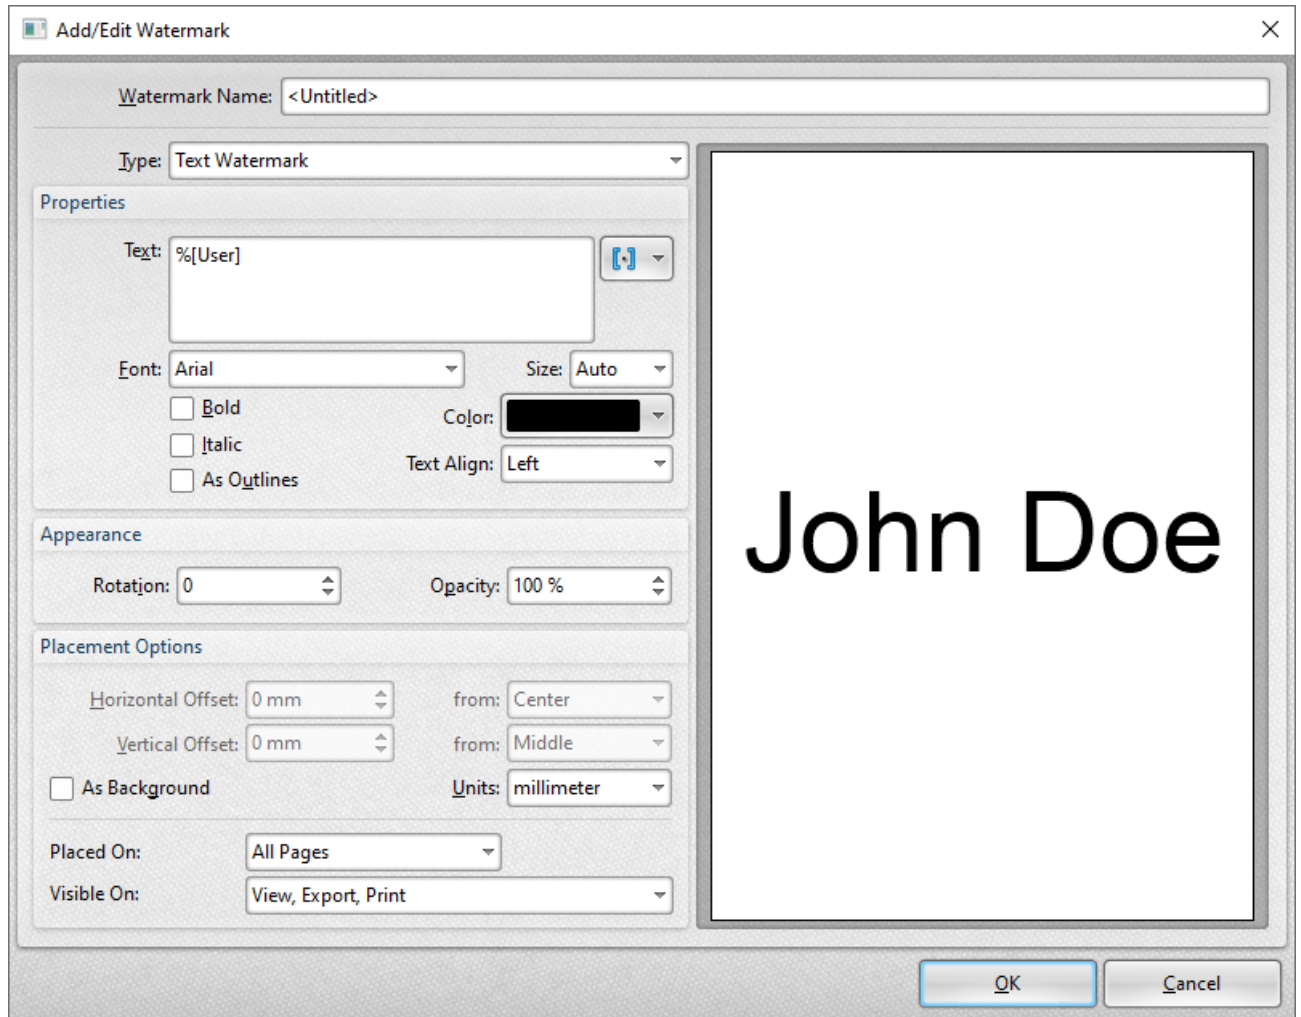 Add/Edit Watermark
Watermark Name: <Untitled>
Type: Text Watermark
Properties
Text: %[User]
Font: Arial
Size: Auto
Bold
Color:
Italic
Text Align: Left
As Outlines
Appearance
Rotation: 0
Opacity: 100 %
Placement Options
Horizontal Offset: 0 mm
from: Center
Vertical Offset: 0 mm
from: Middle
As Background
Units: millimeter
Placed On: All Pages
Visible On: View, Export, Print
John Doe
OK
Cancel